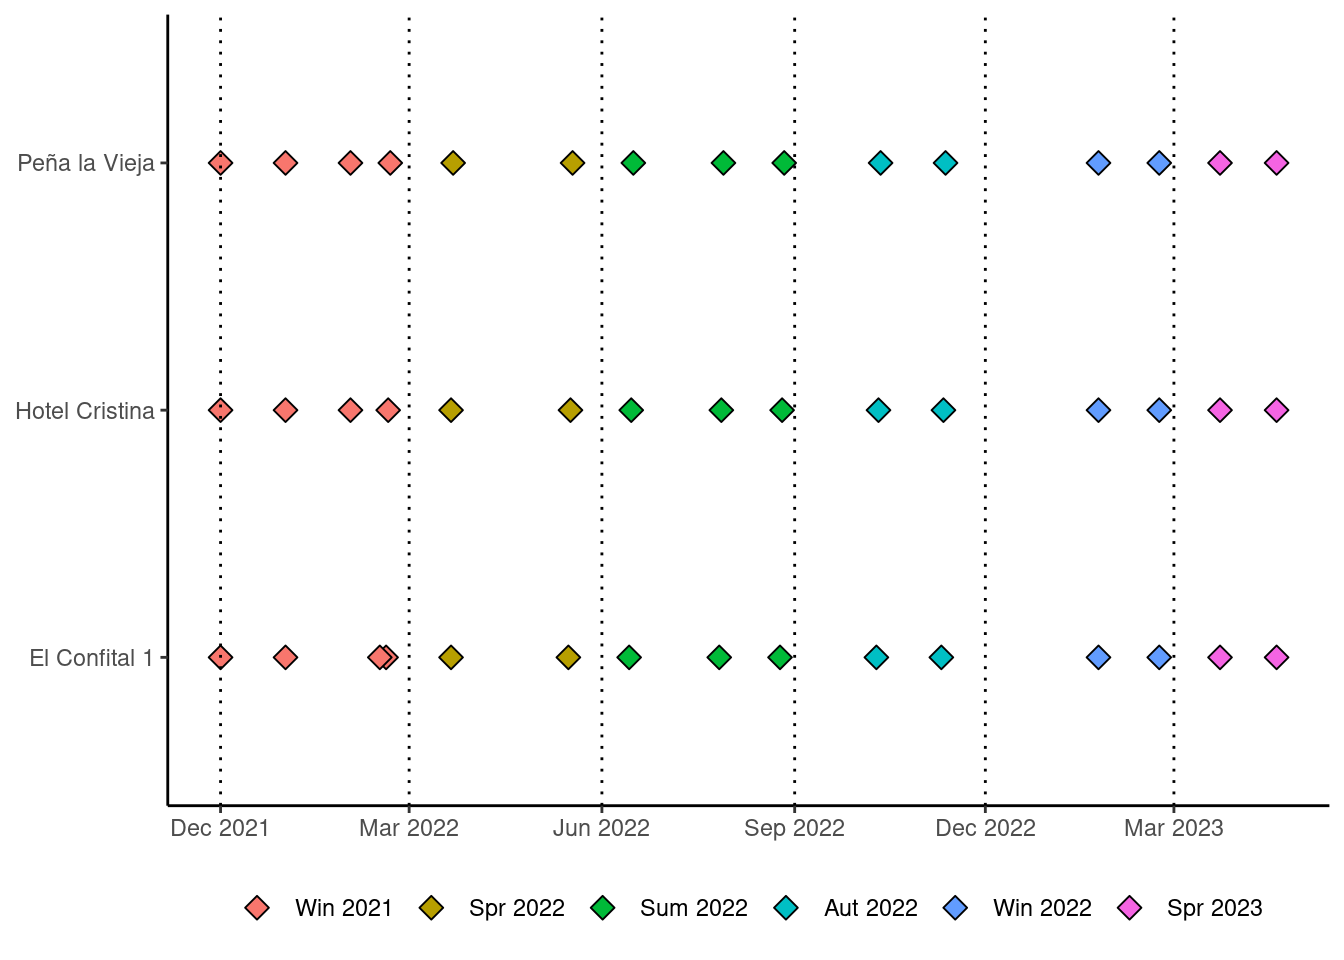 Peña la Vieja
Hotel Cristina
El Confital 1
Dec 2021 Mar 2022 Jun 2022 Sep 2022 Dec 2022 Mar 2023
Win 2021 Spr 2022 Sum 2022 Aut 2022 Win 2022 Spr 2023